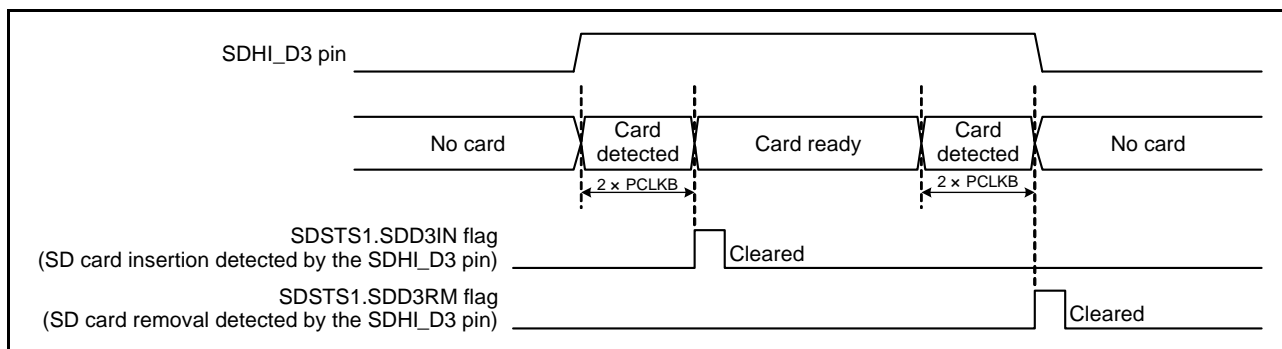 SDHI_D3 pin
No card
Card
detected
Card ready
Card
detected
No card
2 × PCLKB
2 × PCLKB
SDSTS1.SDD3IN flag
(SD card insertion detected by the SDHI_D3 pin)
Cleared
SDSTS1.SDD3RM flag
(SD card removal detected by the SDHI_D3 pin)
Cleared